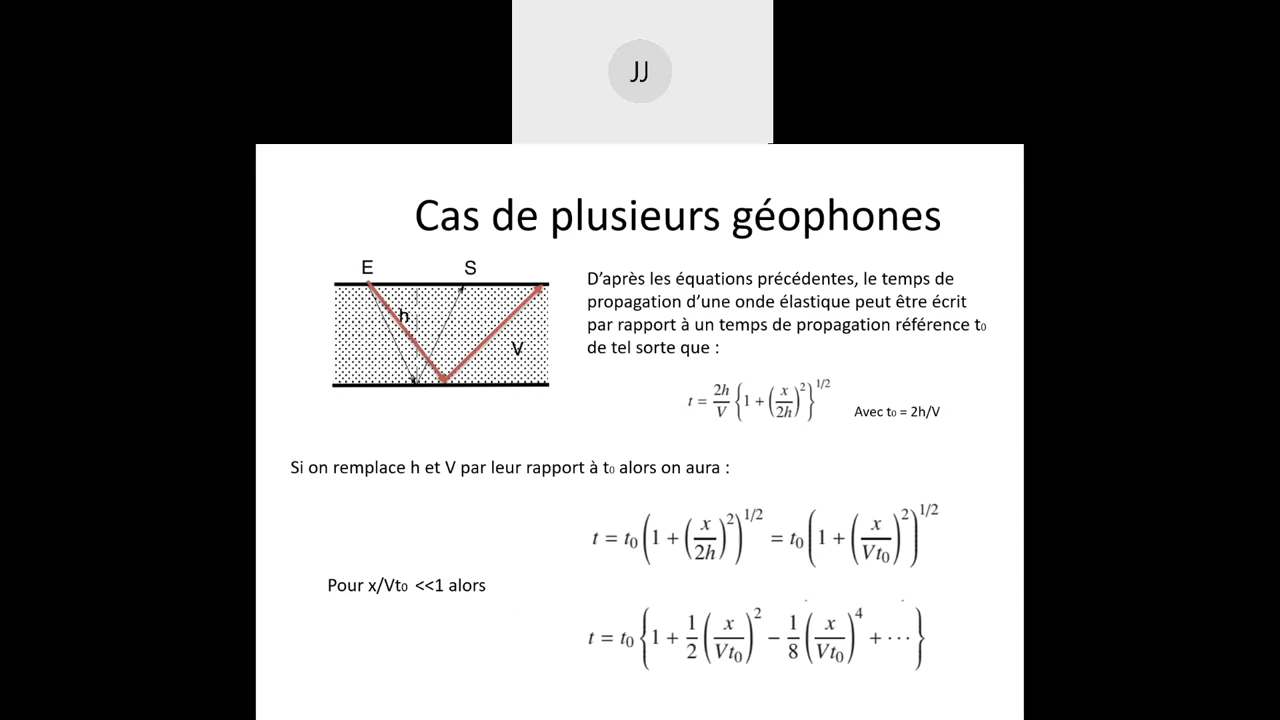 JJ
Cas de plusieurs géophones
E S
h
V
D’après les équations précédentes, le temps de
propagation d’une onde élastique peut être écrit
par rapport à un temps de propagation référence t₀
de tel sorte que :
t = 2h/V {1 + (x/2h)²}^1/2
Avec t₀ = 2h/V
Si on remplace h et V par leur rapport à t₀ alors on aura :
t = t₀ (1 + (x/2h)²)^1/2 = t₀ (1 + (x/Vt₀)²)^1/2
Pour x/Vt₀ <<1 alors
t = t₀ {1 + 1/2 (x/Vt₀)² − 1/8 (x/Vt₀)⁴ + ⋯}